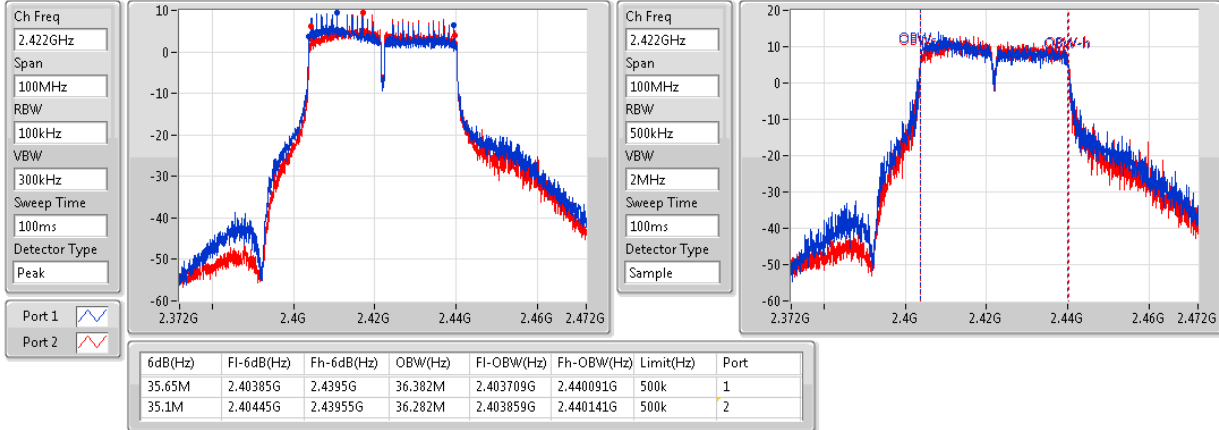 Ch Freq
2.422GHz
Span
100MHz
RBW
100kHz
VBW
300kHz
Sweep Time
100ms
Detector Type
Peak
Port 1
Port 2
10
0
-10
-20
-30
-40
-50
-60
2.372G 2.4G 2.42G 2.44G 2.46G 2.472G
Ch Freq
2.422GHz
Span
100MHz
RBW
500kHz
VBW
2MHz
Sweep Time
100ms
Detector Type
Sample
20
10
0
-10
-20
-30
-40
-50
-60
OBW-h
2.372G 2.4G 2.42G 2.44G 2.46G 2.472G
6dB(Hz) Fl-6dB(Hz) Fh-6dB(Hz) OBW(Hz) Fl-OBW(Hz) Fh-OBW(Hz) Limit(Hz) Port
35.65M 2.40385G 2.4395G 36.382M 2.403709G 2.440091G 500k 1
35.1M 2.40445G 2.43955G 36.282M 2.403859G 2.440141G 500k 2